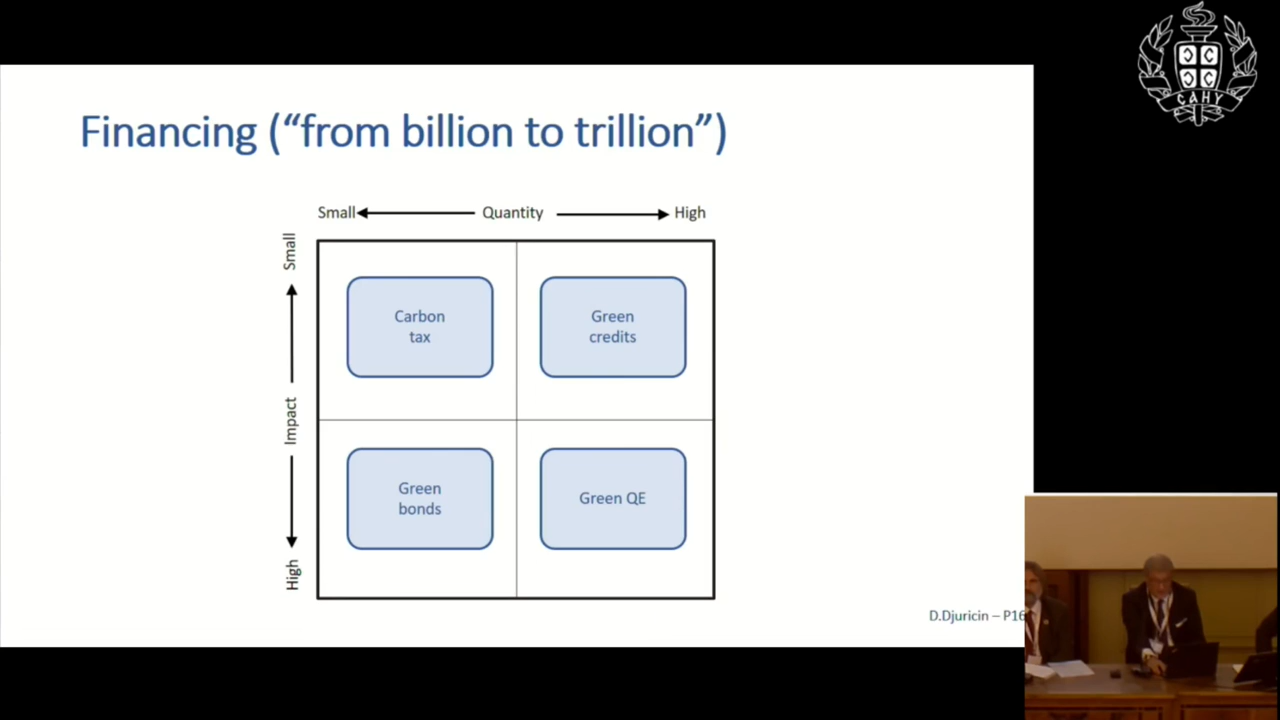 Financing (“from billion to trillion”)
Small
Quantity
High
Small
Impact
High
Carbon
tax
Green
credits
Green
bonds
Green QE
D.Djuricin – P16
САНУ